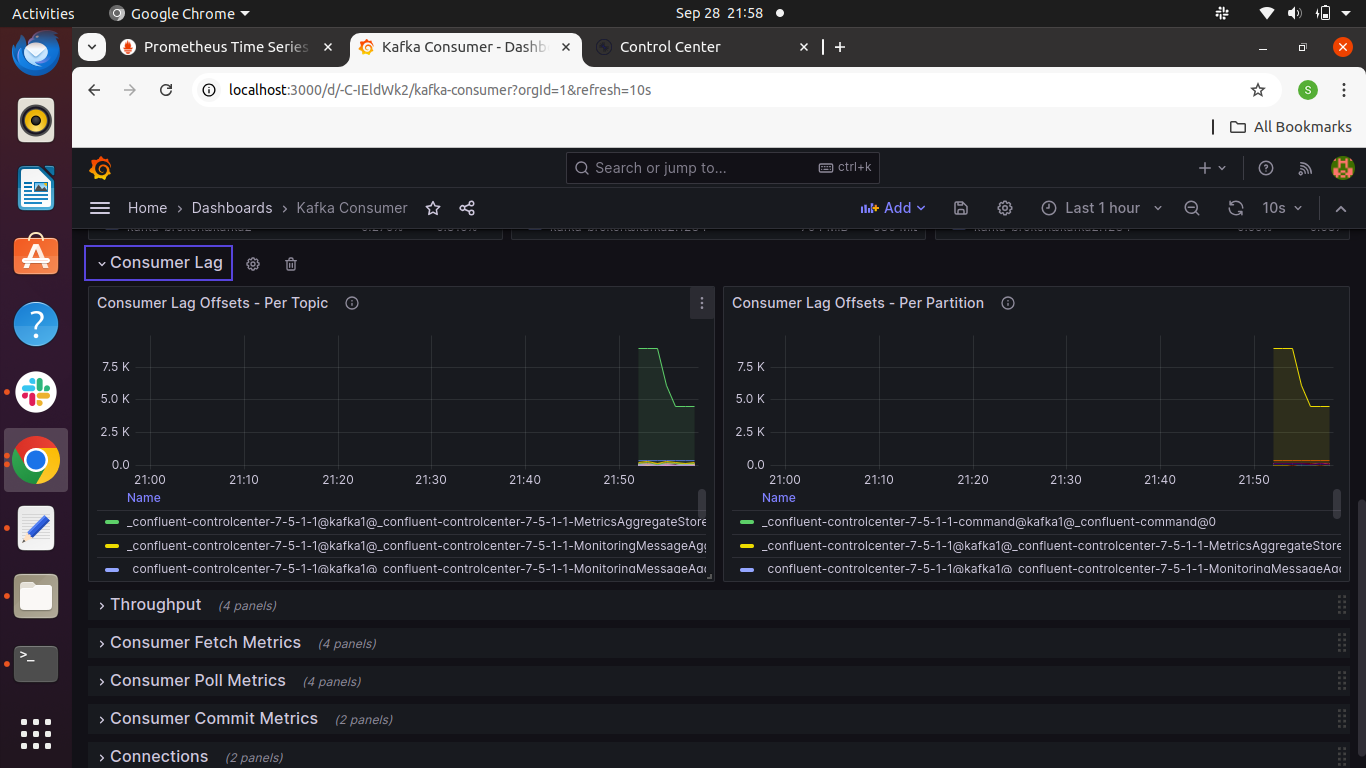 Activities Google Chrome Sep 28 21:58
Prometheus Time Series Kafka Consumer - Dashb Control Center
localhost:3000/d/-C-IEldWk2/kafka-consumer?orgId=1&refresh=10s S
All Bookmarks
Search or jump to... ctrl+k
Home › Dashboards › Kafka Consumer Add Last 1 hour 10s
Consumer Lag
Consumer Lag Offsets - Per Topic
7.5 K
5.0 K
2.5 K
0.0
21:00 21:10 21:20 21:30 21:40 21:50
Name
_confluent-controlcenter-7-5-1-1@kafka1@_confluent-controlcenter-7-5-1-1-MetricsAggregateStore
_confluent-controlcenter-7-5-1-1@kafka1@_confluent-controlcenter-7-5-1-1-MonitoringMessageAgg
_confluent-controlcenter-7-5-1-1@kafka1@_confluent-controlcenter-7-5-1-1-MonitoringMessageAgg
Consumer Lag Offsets - Per Partition
7.5 K
5.0 K
2.5 K
0.0
21:00 21:10 21:20 21:30 21:40 21:50
Name
_confluent-controlcenter-7-5-1-1-command@kafka1@_confluent-command@0
_confluent-controlcenter-7-5-1-1@kafka1@_confluent-controlcenter-7-5-1-1-MetricsAggregateStore
_confluent-controlcenter-7-5-1-1@kafka1@_confluent-controlcenter-7-5-1-1-MonitoringMessageAgg
Throughput (4 panels)
Consumer Fetch Metrics (4 panels)
Consumer Poll Metrics (4 panels)
Consumer Commit Metrics (2 panels)
Connections (2 panels)